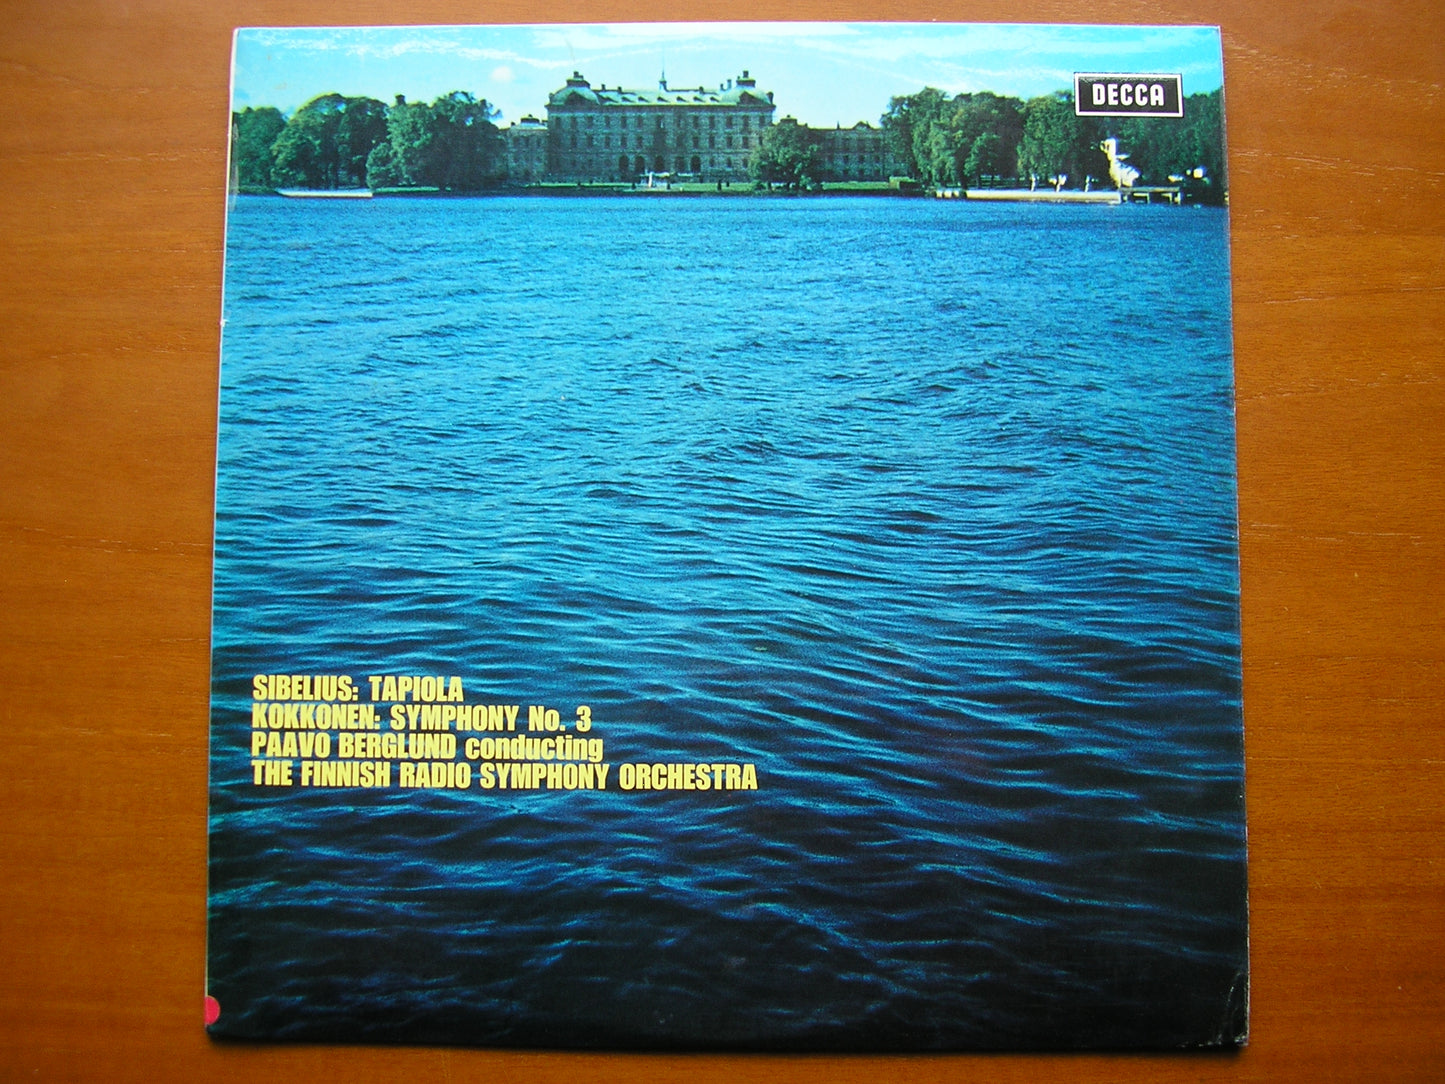 DECCA
SIBELIUS: TAPIOLA
KOKKONEN: SYMPHONY No. 3
PAAVO BERGLUND conducting
THE FINNISH RADIO SYMPHONY ORCHESTRA